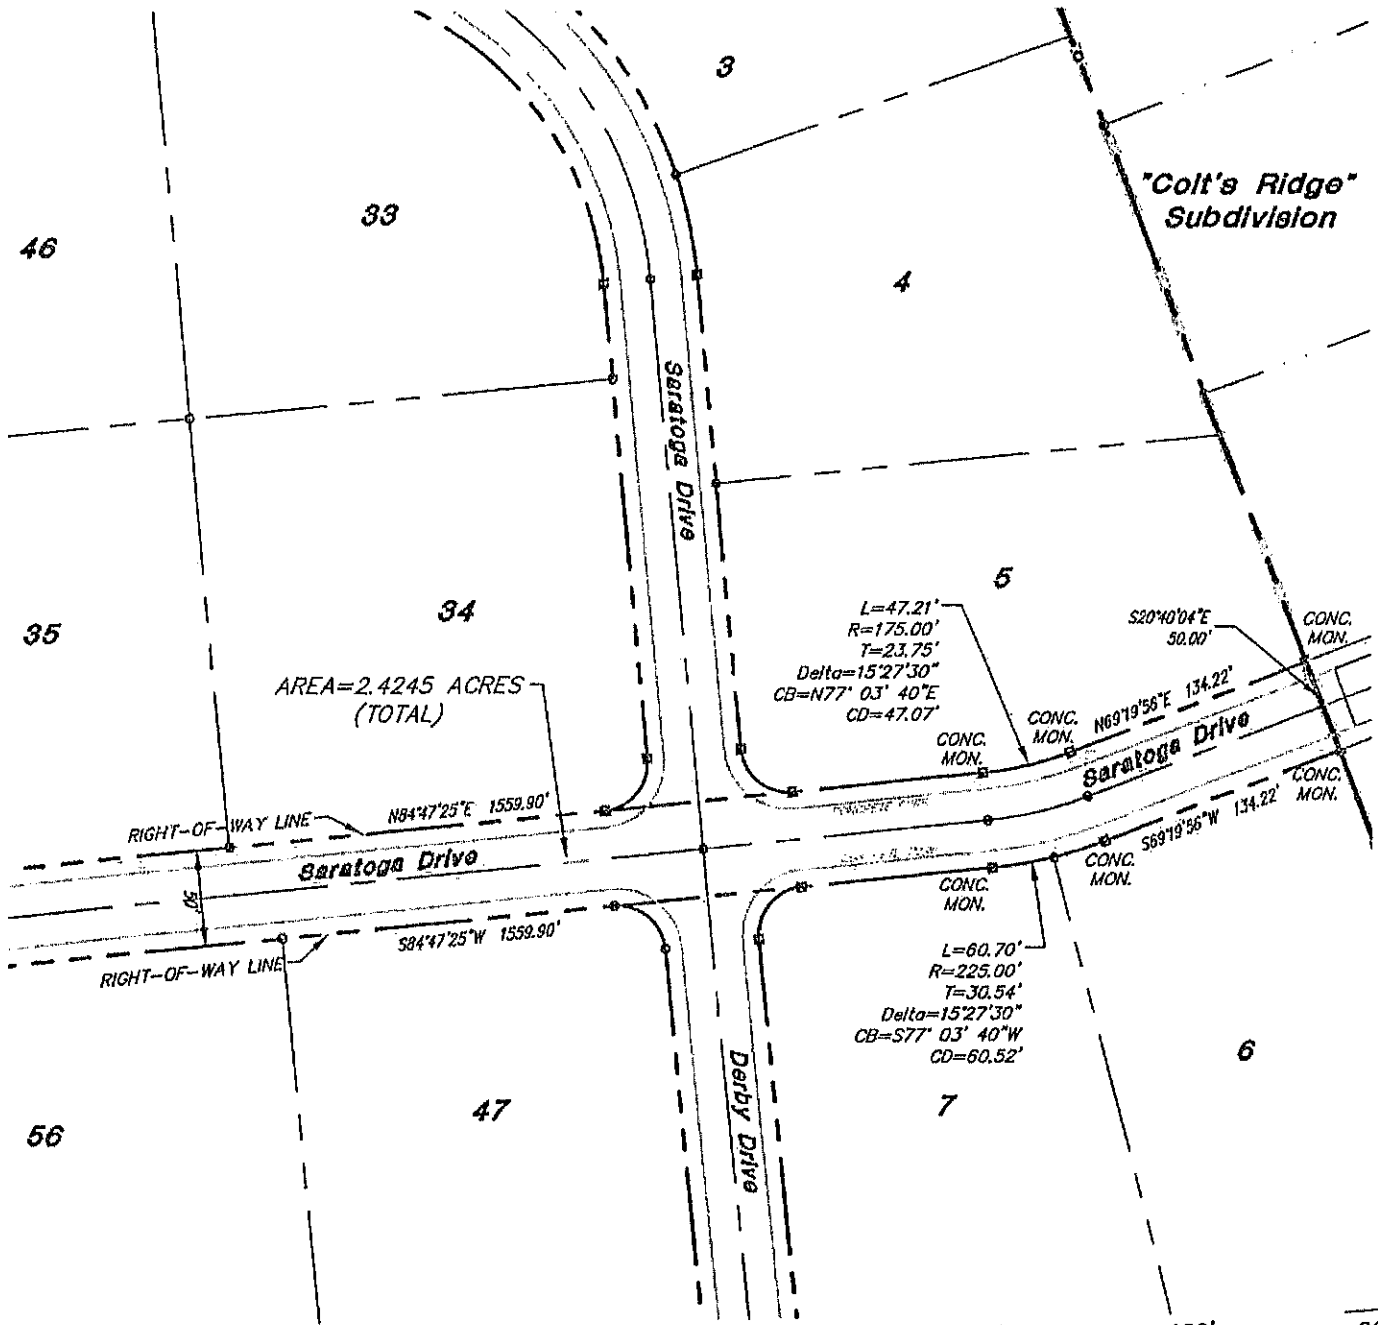 3
"Colt's Ridge"
Subdivision
33
46
4
Saratoga Drive
5
L=47.21'
R=175.00'
T=23.75'
Delta=15°27'30"
CB=N77° 03' 40"E
CD=47.07'
S20°40'04"E
50.00'
CONC.
MON.
34
35
AREA=2.4245 ACRES
(TOTAL)
N69°19'56"E 134.22'
CONC.
MON.
CONC.
MON.
Saratoga Drive
CONC.
MON.
S69°19'56"W 134.22'
N84°47'25"E 1559.90'
RIGHT-OF-WAY LINE
Saratoga Drive
50'
CONC.
MON.
CONC.
MON.
S84°47'25"W 1559.90'
RIGHT-OF-WAY LINE
L=60.70'
R=225.00'
T=30.54'
Delta=15°27'30"
CB=S77° 03' 40"W
CD=60.52'
Derby Drive
6
7
47
56